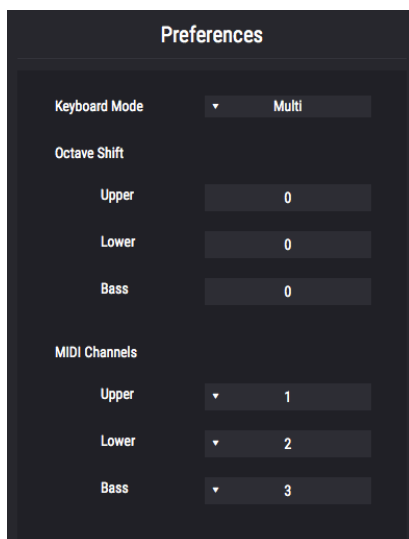 Preferences
Keyboard Mode ▾ Multi
Octave Shift
Upper 0
Lower 0
Bass 0
MIDI Channels
Upper ▾ 1
Lower ▾ 2
Bass ▾ 3